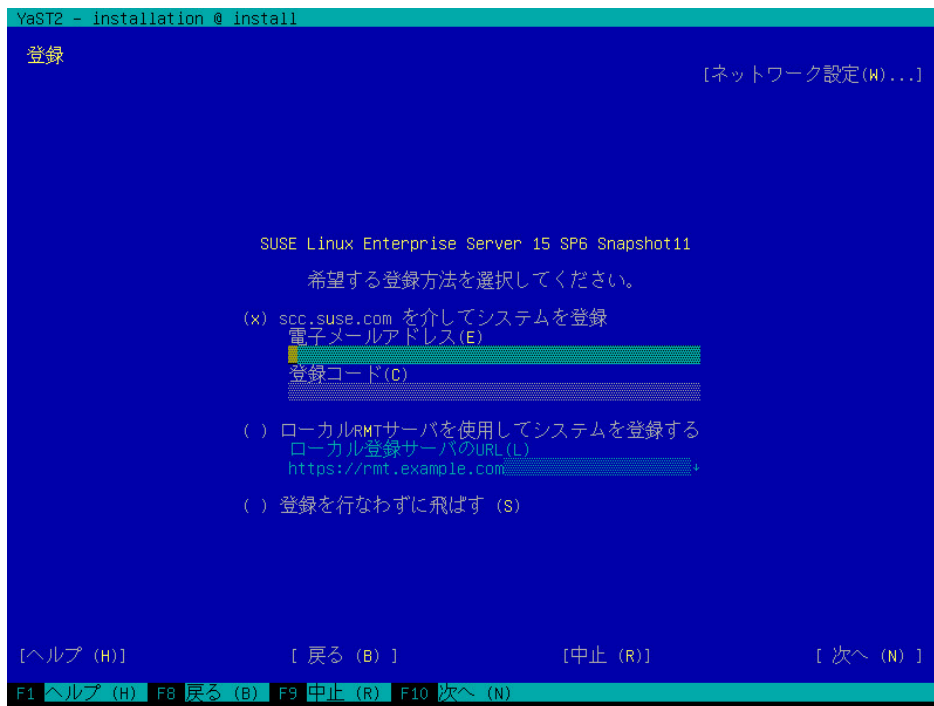 YaST2 - installation @ install
登録
[ネットワーク設定(W)...]
SUSE Linux Enterprise Server 15 SP6 Snapshot11
希望する登録方法を選択してください。
(x) scc.suse.com を介してシステムを登録
電子メールアドレス(E)
登録コード(C)
( ) ローカルRMTサーバを使用してシステムを登録する
ローカル登録サーバのURL(L)
https://rmt.example.com
( ) 登録を行なわずに飛ばす (S)
[ヘルプ (H)] [ 戻る (B) ] [中止 (R)] [ 次へ (N) ]
F1 ヘルプ (H) F8 戻る (B) F9 中止 (R) F10 次へ (N)